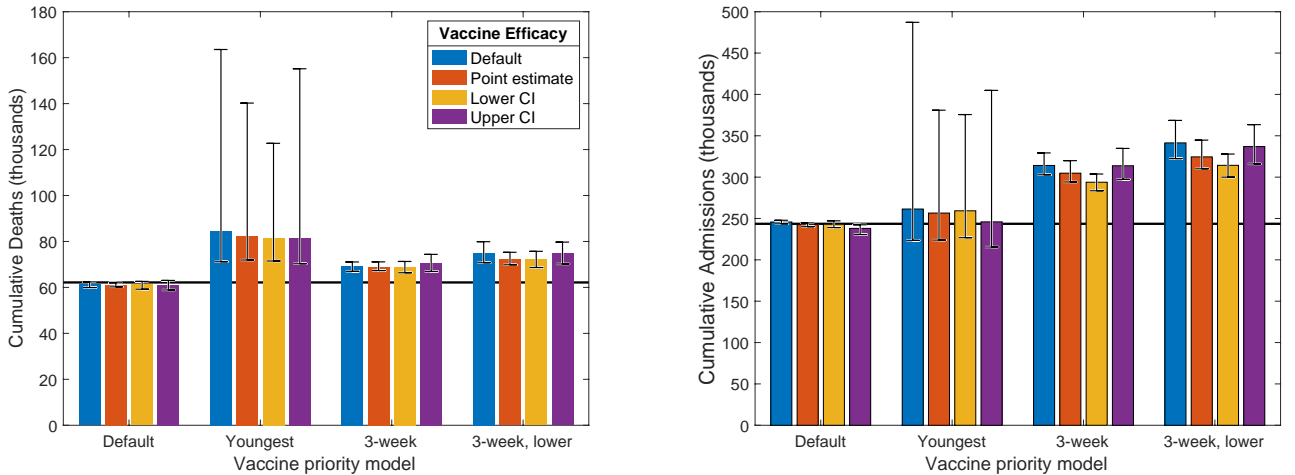 180
160
140
120
100
80
60
40
20
0
Cumulative Deaths (thousands)
Vaccine Efficacy
Default
Point estimate
Lower CI
Upper CI
Default
Youngest
3-week
3-week, lower
Vaccine priority model
500
450
400
350
300
250
200
150
100
50
0
Cumulative Admissions (thousands)
Default
Youngest
3-week
3-week, lower
Vaccine priority model